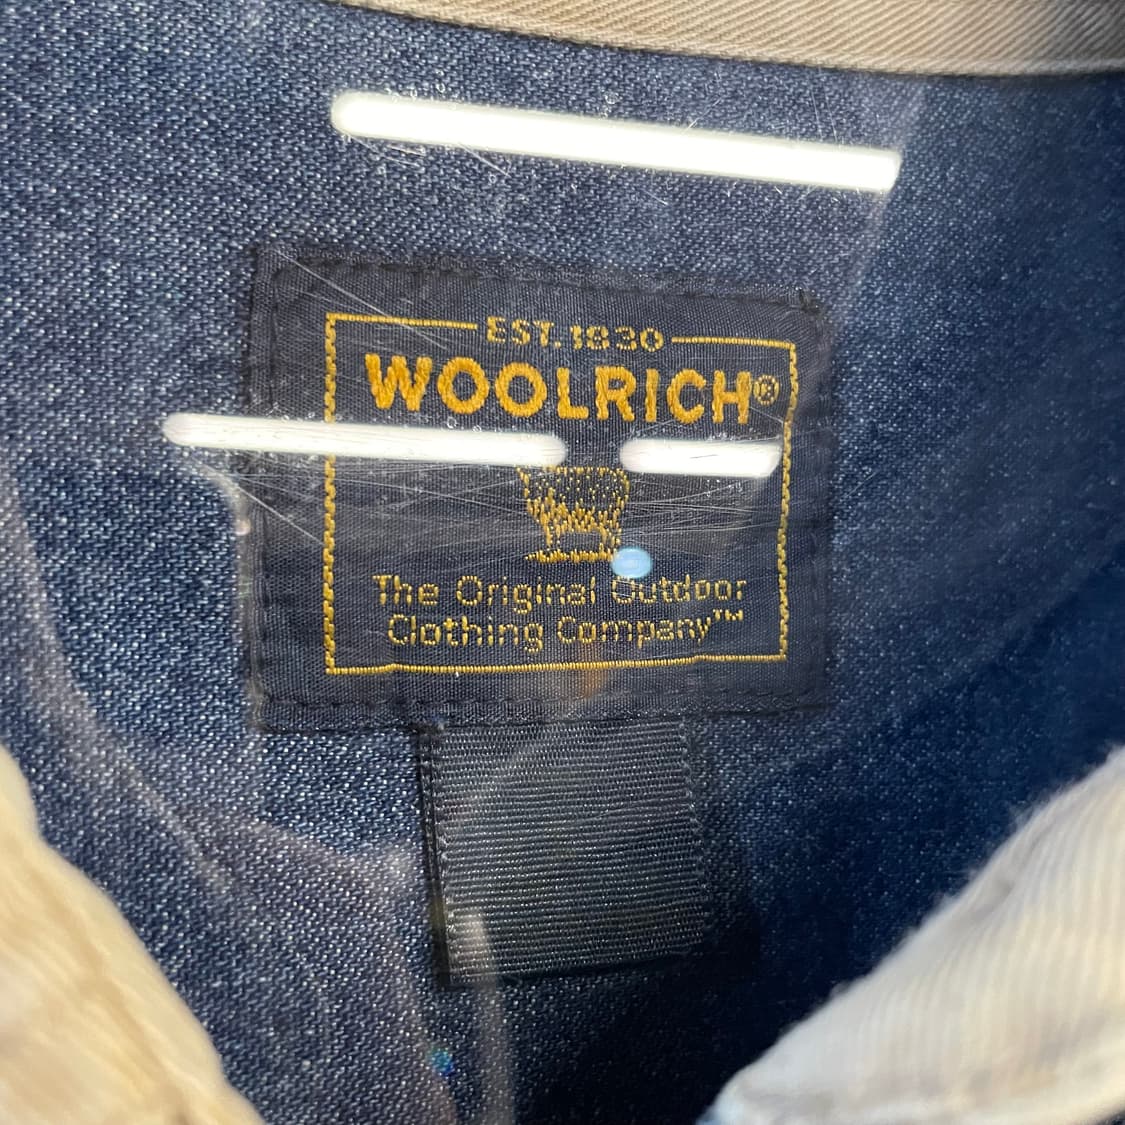 EST. 1830
WOOLRICH®
The Original Outdoor
Clothing Company™